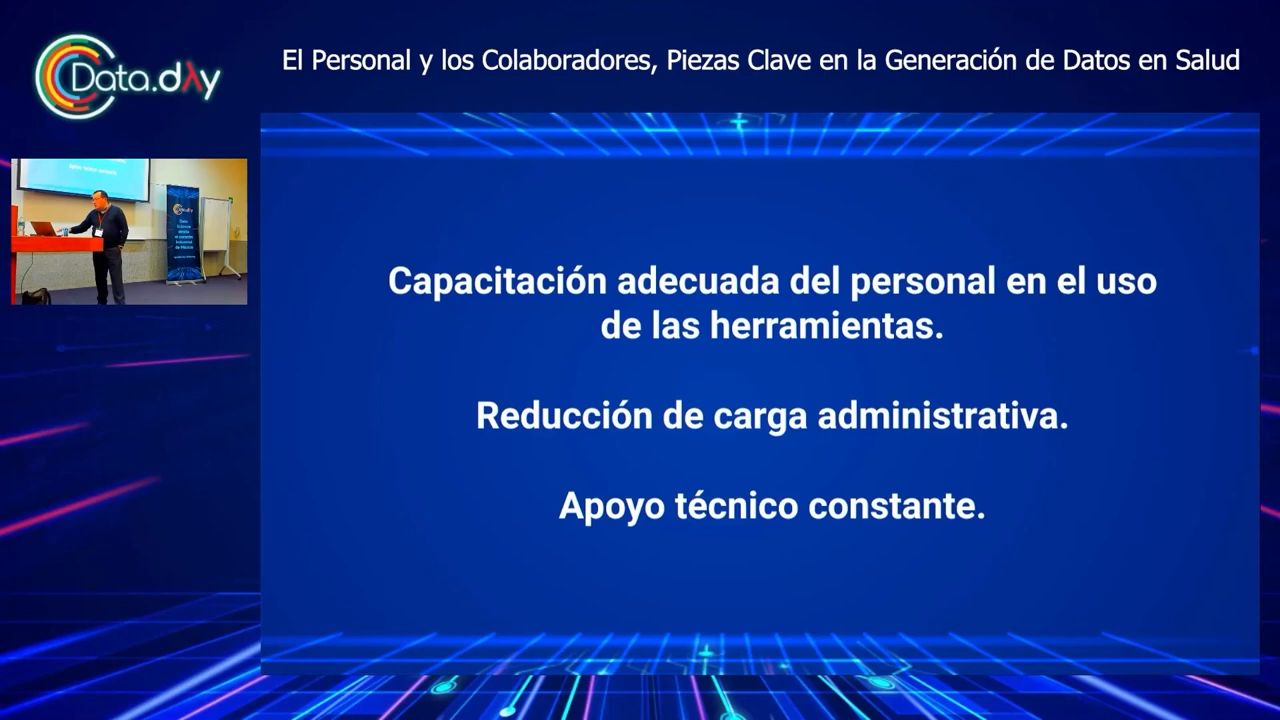 Data.dλy
El Personal y los Colaboradores, Piezas Clave en la Generación de Datos en Salud
Capacitación adecuada del personal en el uso
de las herramientas.
Reducción de carga administrativa.
Apoyo técnico constante.